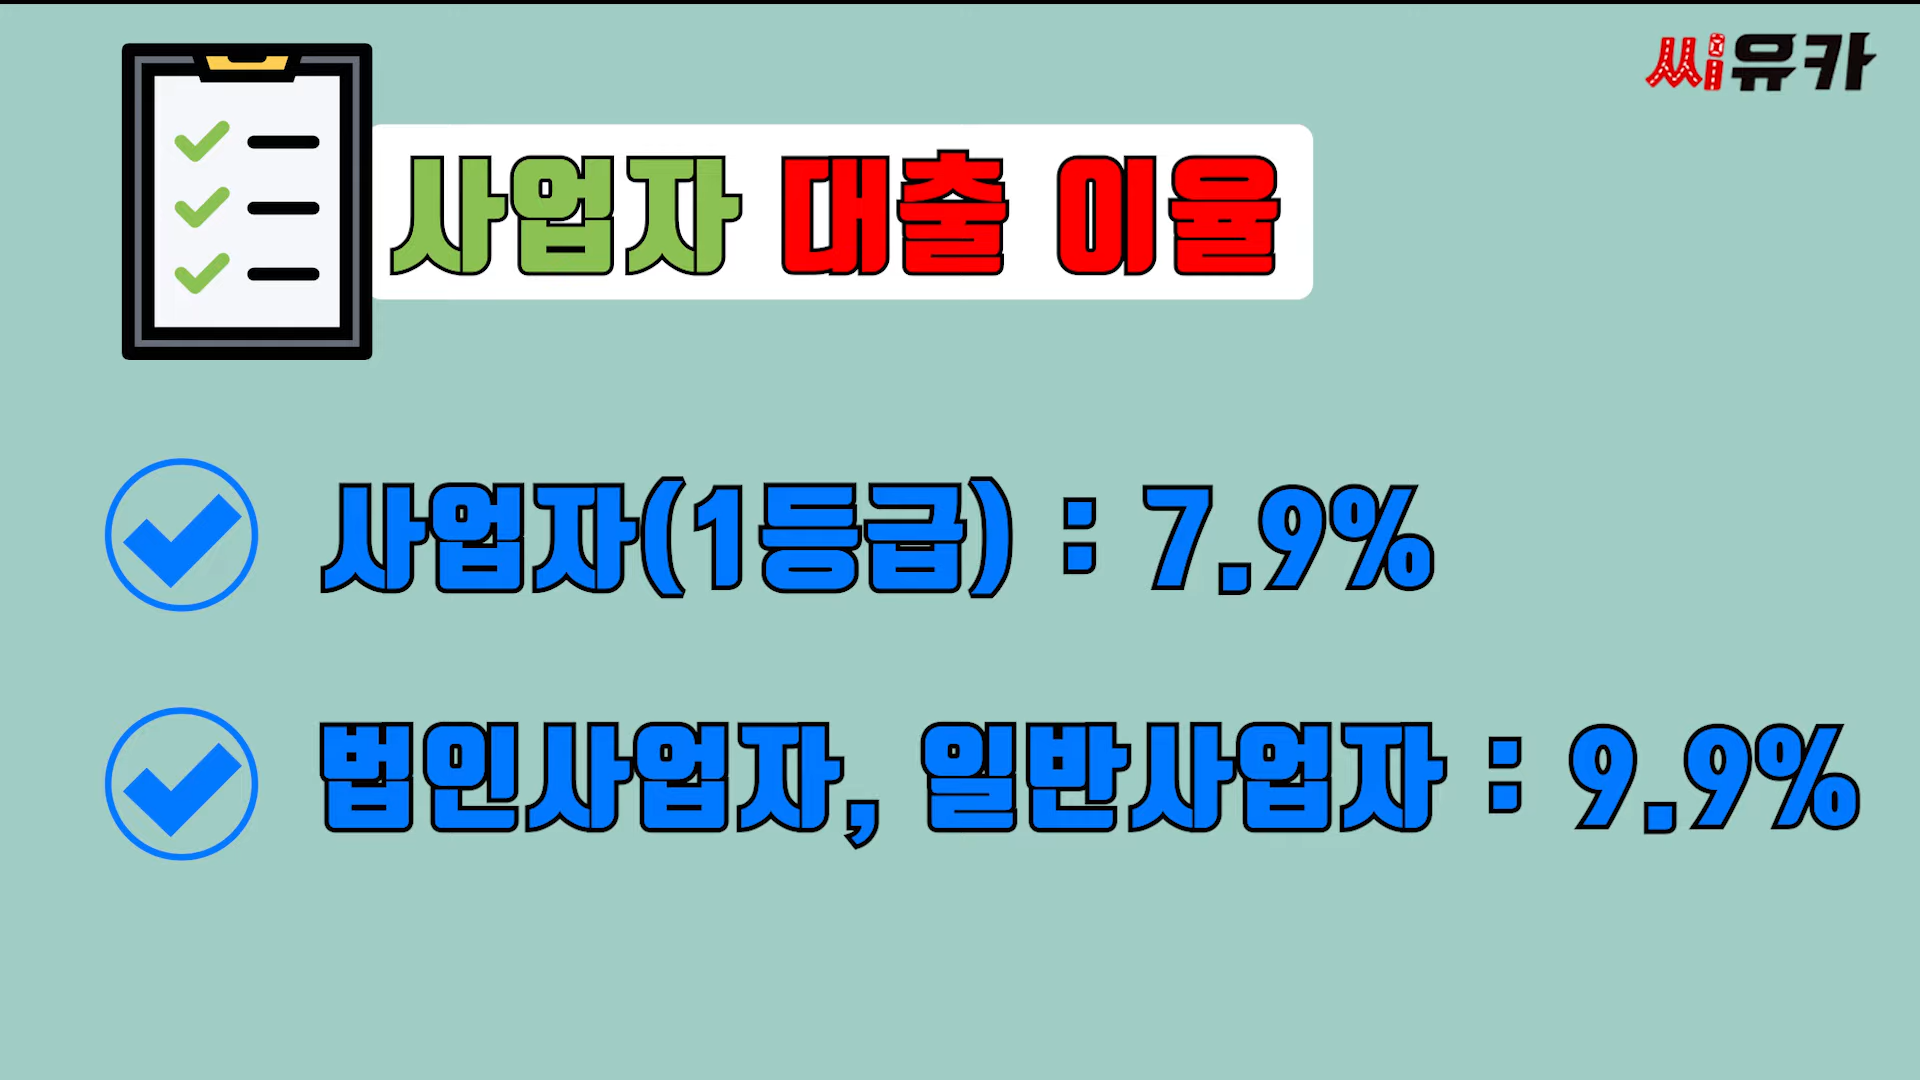 씨유카
사업자 대출 이율
사업자(1등급) : 7.9%
법인사업자, 일반사업자 : 9.9%